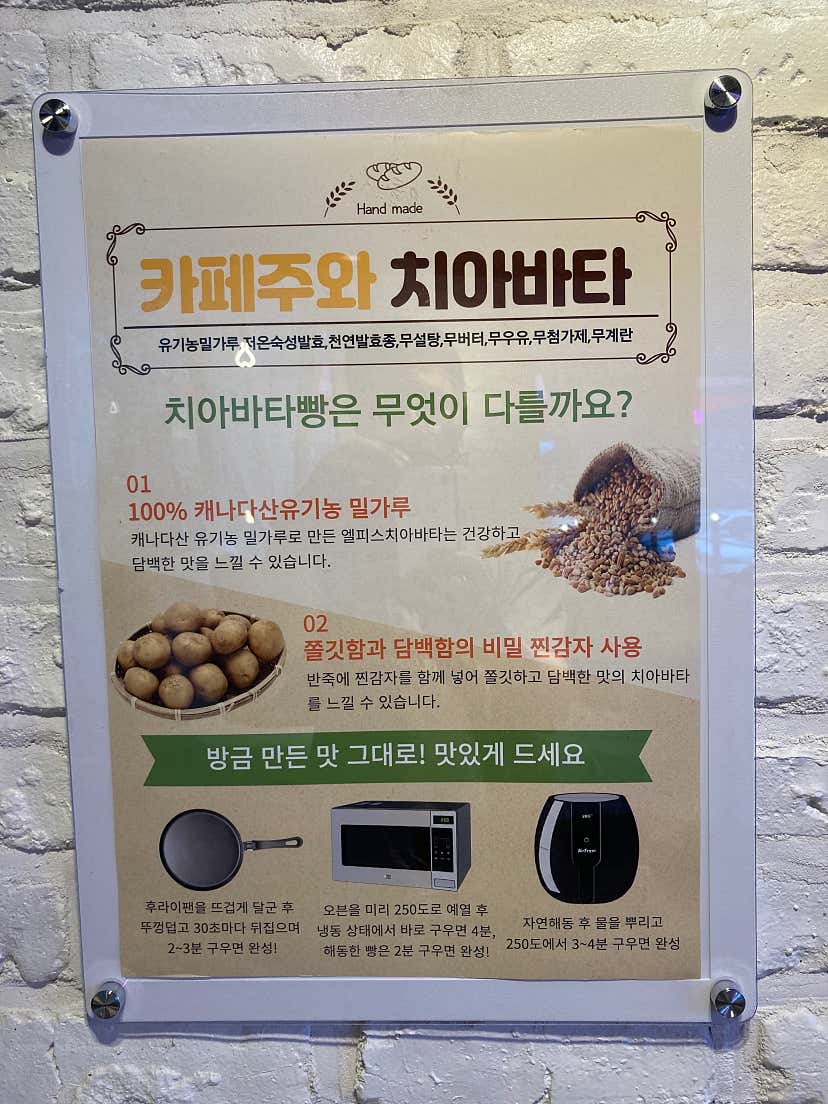 Hand made
카페주와 치아바타
유기농밀가루,저온숙성발효,천연발효종,무설탕,무버터,무우유,무첨가제,무계란
치아바타빵은 무엇이 다를까요?
01
100% 캐나다산유기농 밀가루
캐나다산 유기농 밀가루로 만든 엘피스치아바타는 건강하고
담백한 맛을 느낄 수 있습니다.
02
쫄깃함과 담백함의 비밀 찐감자 사용
반죽에 찐감자를 함께 넣어 쫄깃하고 담백한 맛의 치아바타
를 느낄 수 있습니다.
방금 만든 맛 그대로! 맛있게 드세요
후라이팬을 뜨겁게 달군 후
뚜껑덮고 30초마다 뒤집으며
2~3분 구우면 완성!
오븐을 미리 250도로 예열 후
냉동 상태에서 바로 구우면 4분,
해동한 빵은 2분 구우면 완성!
자연해동 후 물을 뿌리고
250도에서 3~4분 구우면 완성